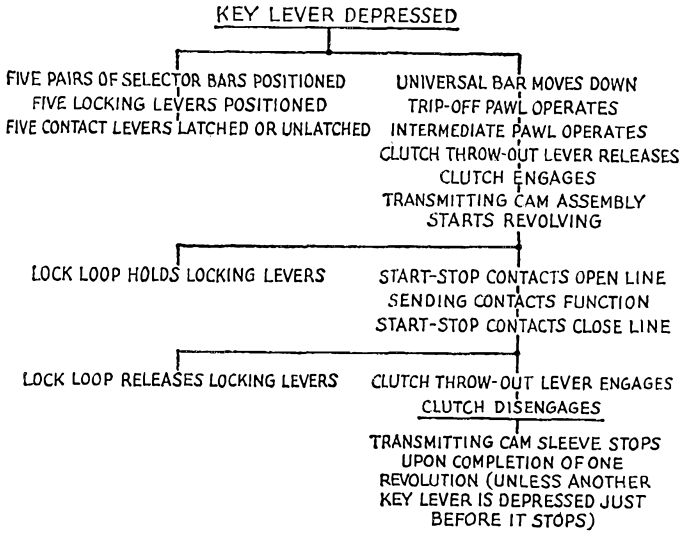 KEY LEVER DEPRESSED
FIVE PAIRS OF SELECTOR BARS POSITIONED
FIVE LOCKING LEVERS POSITIONED
FIVE CONTACT LEVERS LATCHED OR UNLATCHED
UNIVERSAL BAR MOVES DOWN
TRIP-OFF PAWL OPERATES
INTERMEDIATE PAWL OPERATES
CLUTCH THROW-OUT LEVER RELEASES
CLUTCH ENGAGES
TRANSMITTING CAM ASSEMBLY
STARTS REVOLVING
LOCK LOOP HOLDS LOCKING LEVERS
START-STOP CONTACTS OPEN LINE
SENDING CONTACTS FUNCTION
START-STOP CONTACTS CLOSE LINE
LOCK LOOP RELEASES LOCKING LEVERS
CLUTCH THROW-OUT LEVER ENGAGES
CLUTCH DISENGAGES
TRANSMITTING CAM SLEEVE STOPS
UPON COMPLETION OF ONE
REVOLUTION (UNLESS ANOTHER
KEY LEVER IS DEPRESSED JUST
BEFORE IT STOPS)